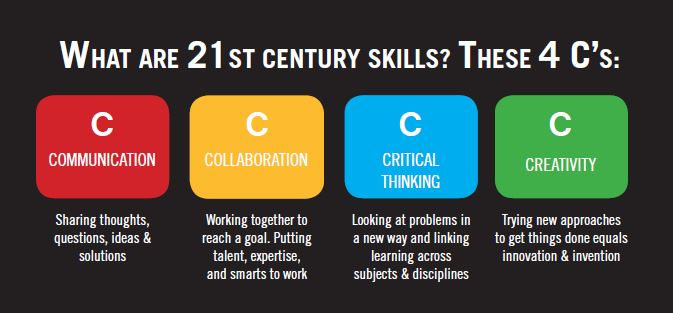 WHAT ARE 21ST CENTURY SKILLS? THESE 4 C'S:
C
COMMUNICATION
Sharing thoughts,
questions, ideas &
solutions
C
COLLABORATION
Working together to
reach a goal. Putting
talent, expertise,
and smarts to work
C
CRITICAL
THINKING
Looking at problems in
a new way and linking
learning across
subjects & disciplines
C
CREATIVITY
Trying new approaches
to get things done equals
innovation & invention